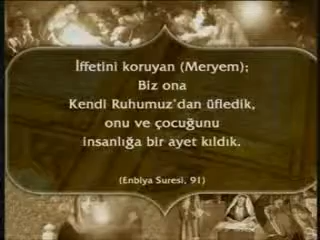 İffetini koruyan (Meryem);
Biz ona
Kendi Ruhumuz'dan üfledik,
onu ve çocuğunu
insanlığa bir ayet kıldık.
(Enbiya Suresi, 91)